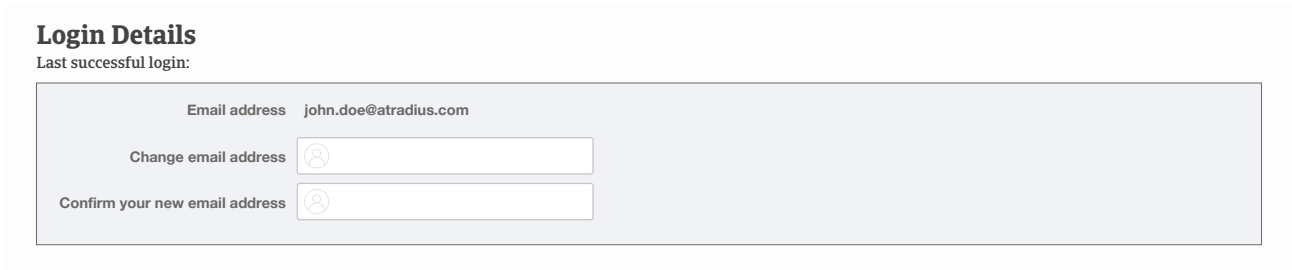 Login Details
Last successful login:
Email address john.doe@atradius.com
Change email address
Confirm your new email address